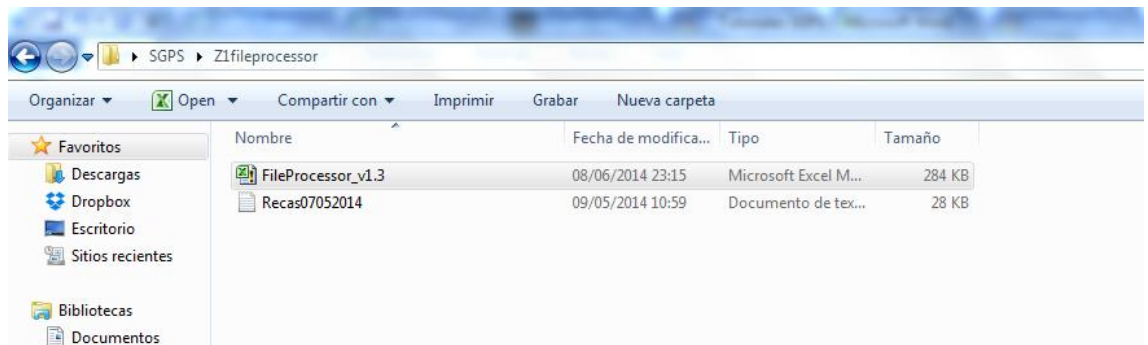 SGPS Z1fileprocessor
Organizar Open Compartir con Imprimir Grabar Nueva carpeta
Favoritos
Descargas
Dropbox
Escritorio
Sitios recientes
Bibliotecas
Documentos
Nombre Fecha de modifica... Tipo Tamaño
FileProcessor_v1.3 08/06/2014 23:15 Microsoft Excel M... 284 KB
Recas07052014 09/05/2014 10:59 Documento de tex... 28 KB